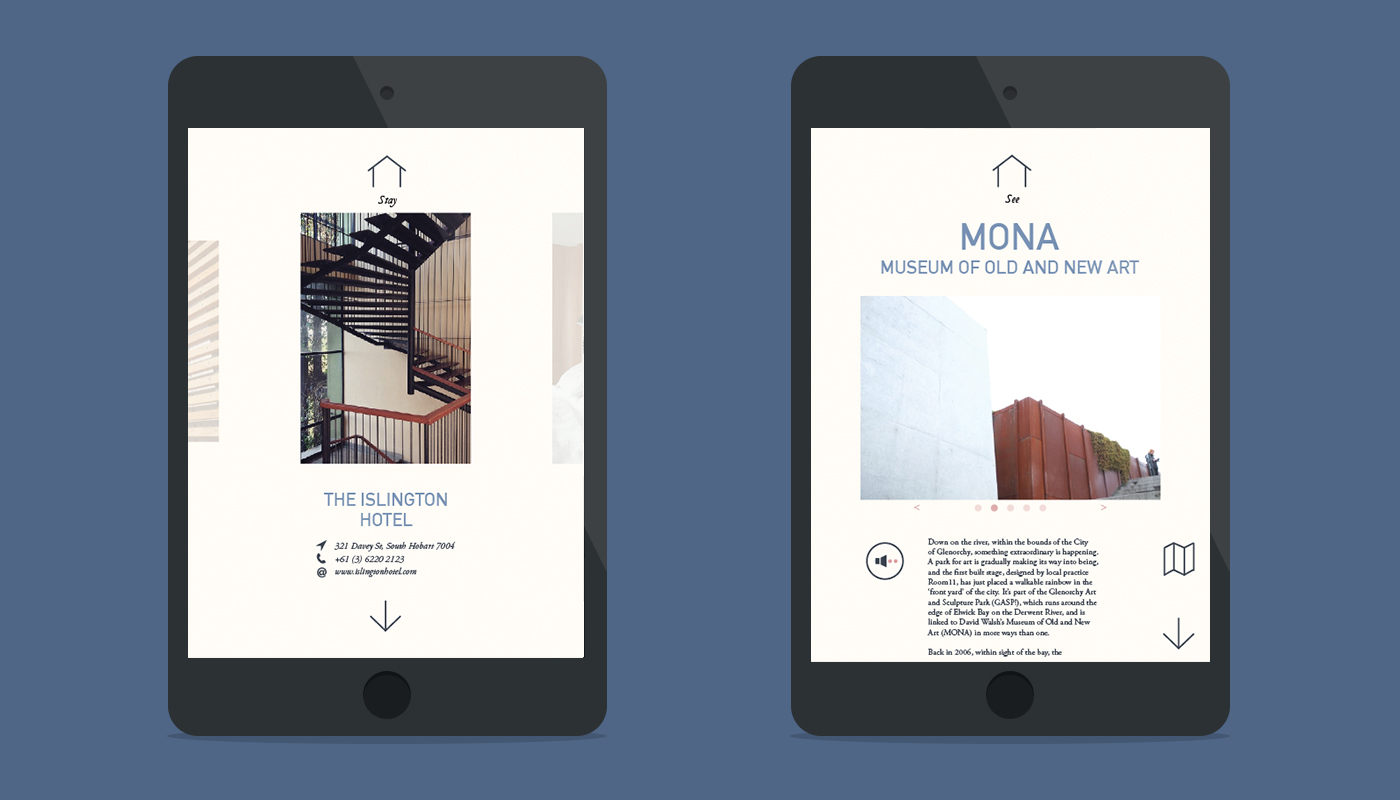 Stay
THE ISLINGTON
HOTEL
321 Davey St, South Hobart 7004
+61 (3) 6220 2123
www.islingtonhotel.com
See
MONA
MUSEUM OF OLD AND NEW ART
< >
Down on the river, within the bounds of the City
of Glenorchy, something extraordinary is happening.
A park for art is gradually making its way into being,
and the first built stage, designed by local practice
Room11, has just placed a walkable rainbow in the
'front yard' of the city. It's part of the Glenorchy Art
and Sculpture Park (GASP!), which runs around the
edge of Elwick Bay on the Derwent River, and is
linked to David Walsh's Museum of Old and New
Art (MONA) in more ways than one.
Back in 2006, within sight of the bay, the